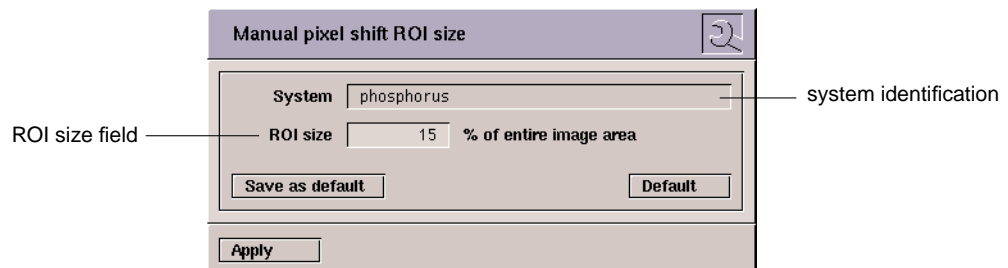 Manual pixel shift ROI size
System phosphorus
system identification
ROI size field
ROI size 15 % of entire image area
Save as default Default
Apply